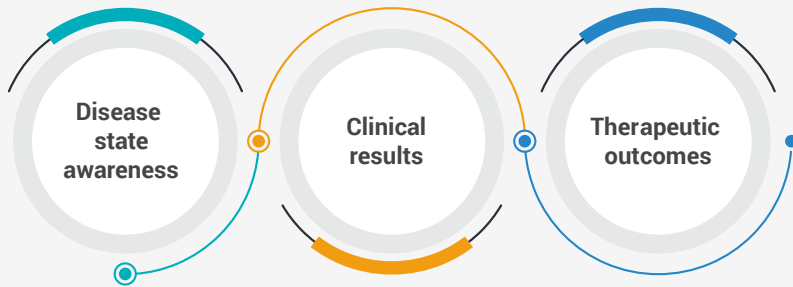 Disease
state
awareness
Clinical
results
Therapeutic
outcomes